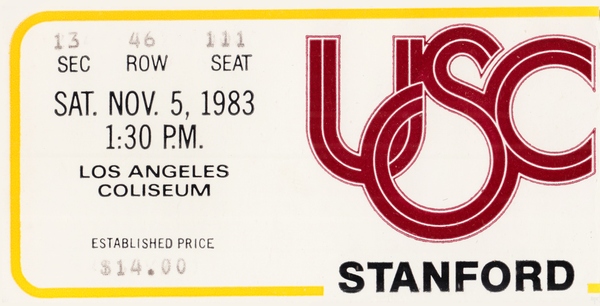 13 46 111
SEC ROW SEAT
SAT. NOV. 5, 1983
1:30 P.M.
LOS ANGELES
COLISEUM
ESTABLISHED PRICE
$14.00
USC
STANFORD